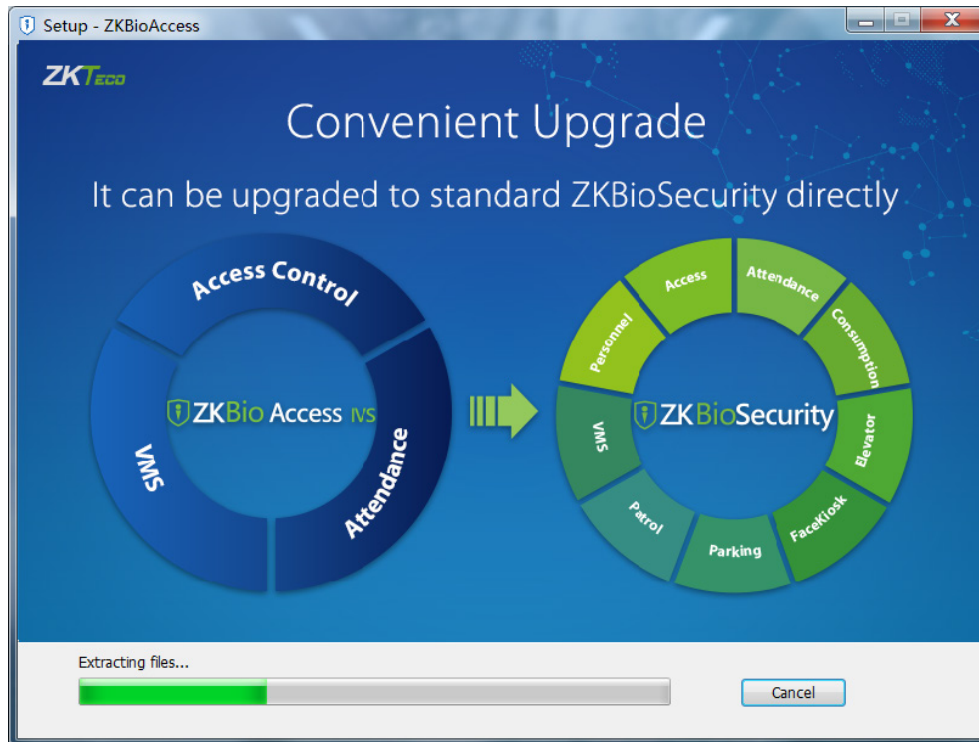 Setup - ZKBioAccess
ZKTECO
Convenient Upgrade
It can be upgraded to standard ZKBioSecurity directly
Access Control
VMS
Attendance
ZKBio Access IVS
Access
Attendance
Personnel
Consumption
VMS
Elevator
Patrol
FaceKiosk
Parking
ZKBioSecurity
Extracting files...
Cancel